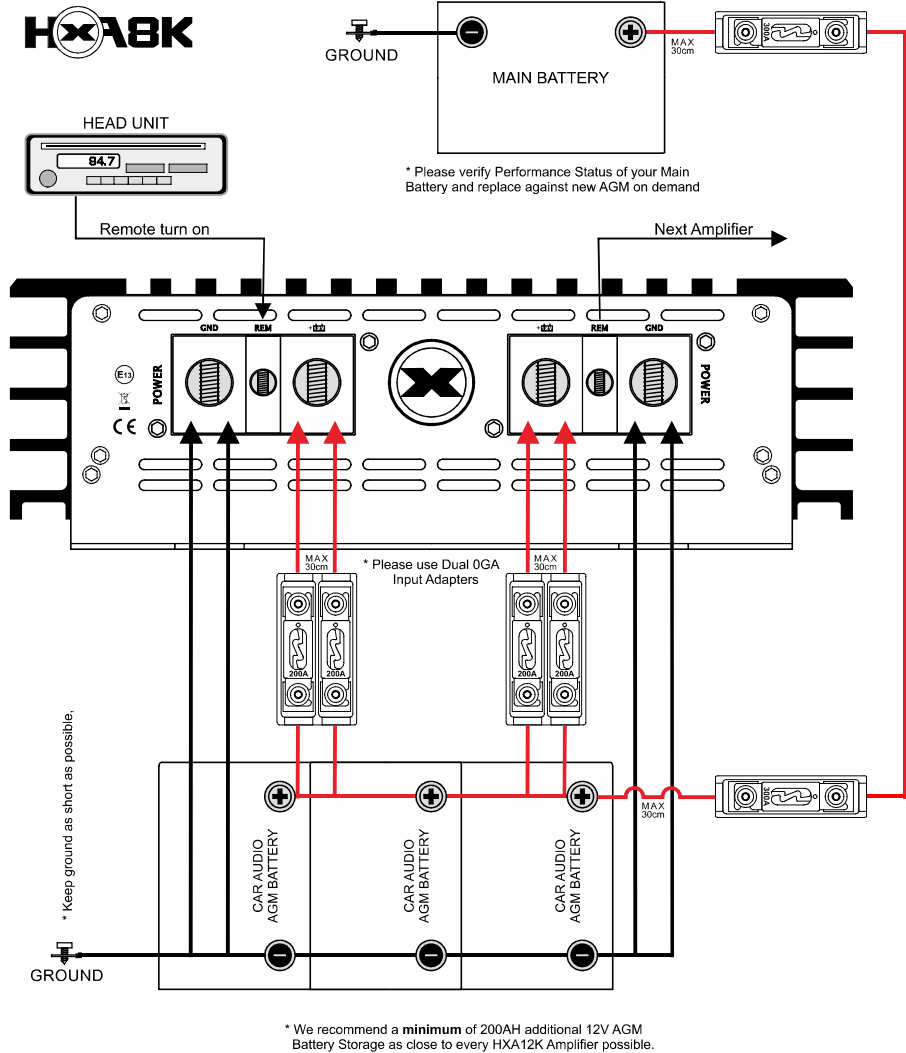 HXA8K
GROUND
MAIN BATTERY
MAX
30cm
300A
* Please verify Performance Status of your Main
Battery and replace against new AGM on demand
HEAD UNIT
94.7
Remote turn on
Next Amplifier
GND
REM
+
+
REM
GND
POWER
POWER
E13
CE
X
MAX
30cm
* Please use Dual 0GA
Input Adapters
MAX
30cm
200A
200A
200A
200A
* Keep ground as short as possible,
CAR AUDIO
AGM BATTERY
CAR AUDIO
AGM BATTERY
CAR AUDIO
AGM BATTERY
MAX
30cm
300A
GROUND
* We recommend a minimum of 200AH additional 12V AGM
Battery Storage as close to every HXA12K Amplifier possible.